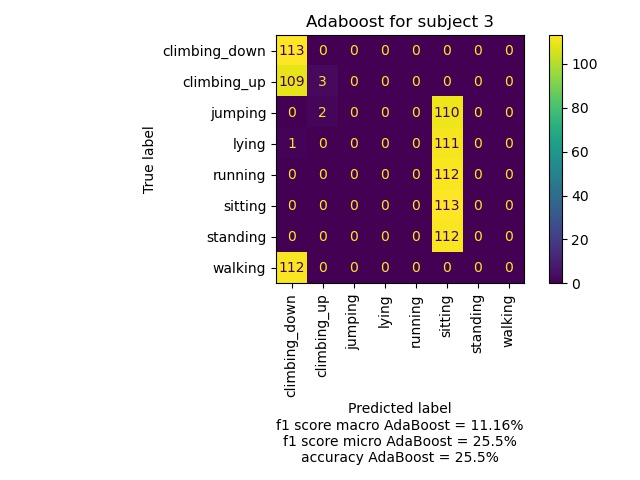 Adaboost for subject 3
True label
climbing_down 113 0 0 0 0 0 0 0
climbing_up 109 3 0 0 0 0 0 0
jumping 0 2 0 0 0 110 0 0
lying 1 0 0 0 0 111 0 0
running 0 0 0 0 0 112 0 0
sitting 0 0 0 0 0 113 0 0
standing 0 0 0 0 0 112 0 0
walking 112 0 0 0 0 0 0 0
climbing_down climbing_up jumping lying running sitting standing walking
100
80
60
40
20
0
Predicted label
f1 score macro AdaBoost = 11.16%
f1 score micro AdaBoost = 25.5%
accuracy AdaBoost = 25.5%